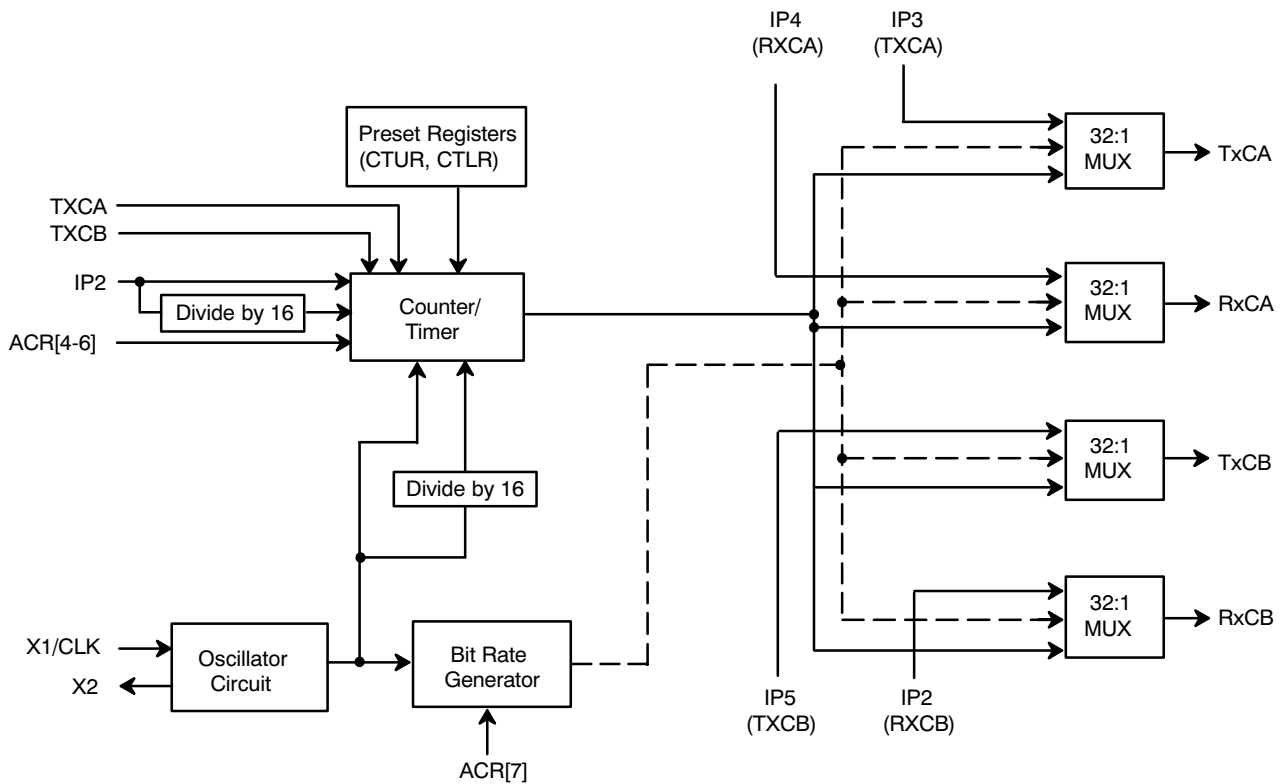 IP4
(RXCA)
IP3
(TXCA)
Preset Registers
(CTUR, CTLR)
32:1
MUX
TxCA
TXCA
TXCB
IP2
Divide by 16
ACR[4-6]
Counter/
Timer
32:1
MUX
RxCA
Divide by 16
32:1
MUX
TxCB
X1/CLK
X2
Oscillator
Circuit
Bit Rate
Generator
ACR[7]
32:1
MUX
RxCB
IP5
(TXCB)
IP2
(RXCB)